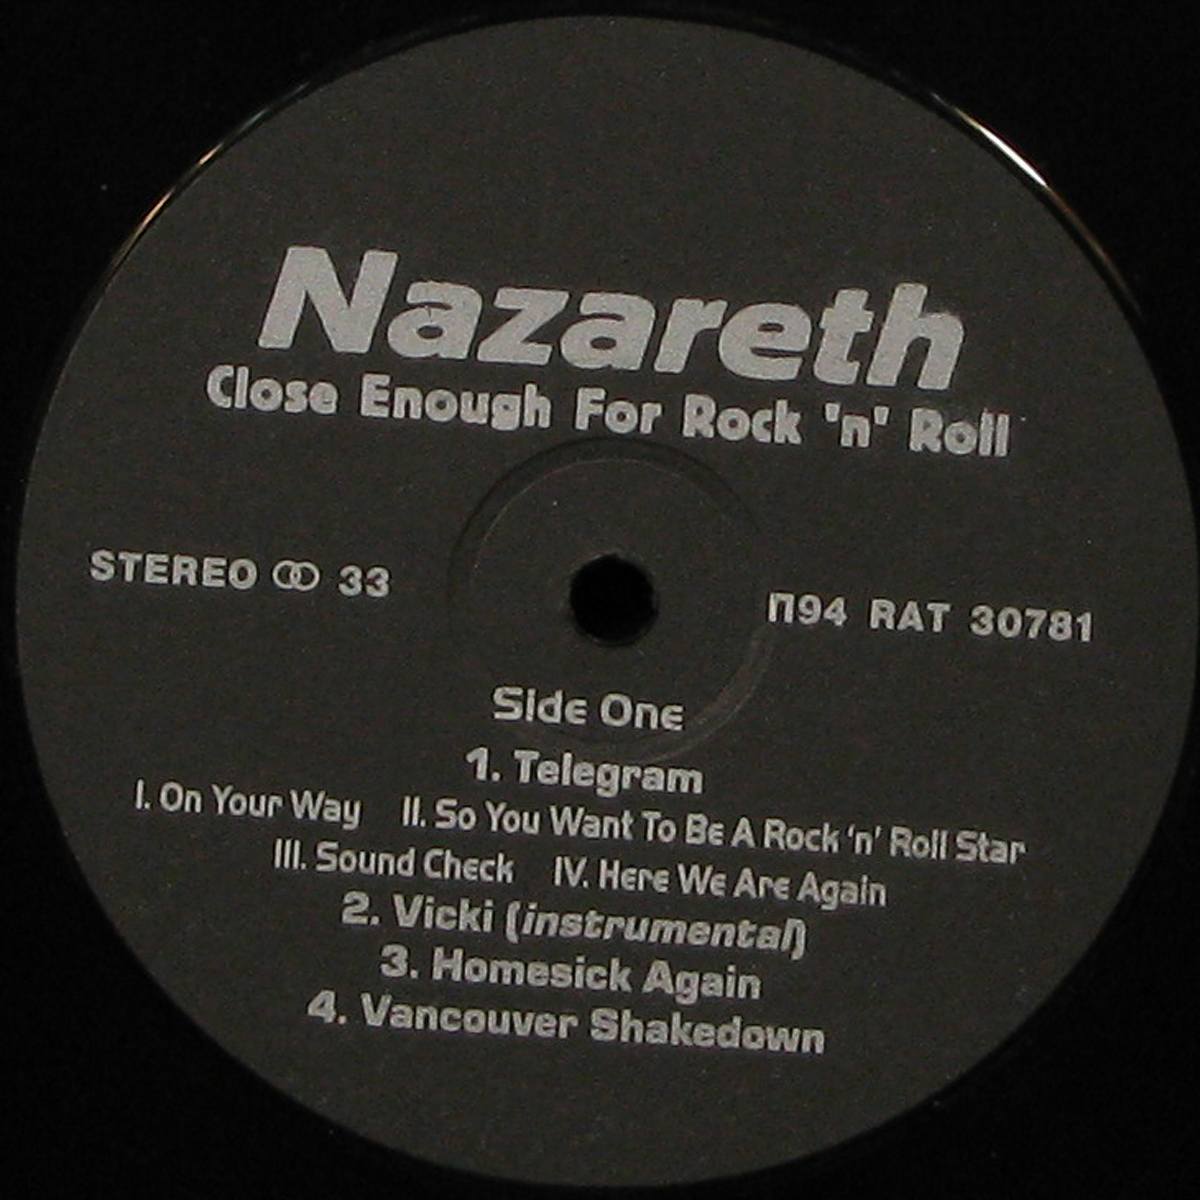 Nazareth
Close Enough For Rock 'n' Roll
STEREO 33
П94 RAT 30781
Side One
1. Telegram
I. On Your Way II. So You Want To Be A Rock 'n' Roll Star
III. Sound Check IV. Here We Are Again
2. Vicki (instrumental)
3. Homesick Again
4. Vancouver Shakedown